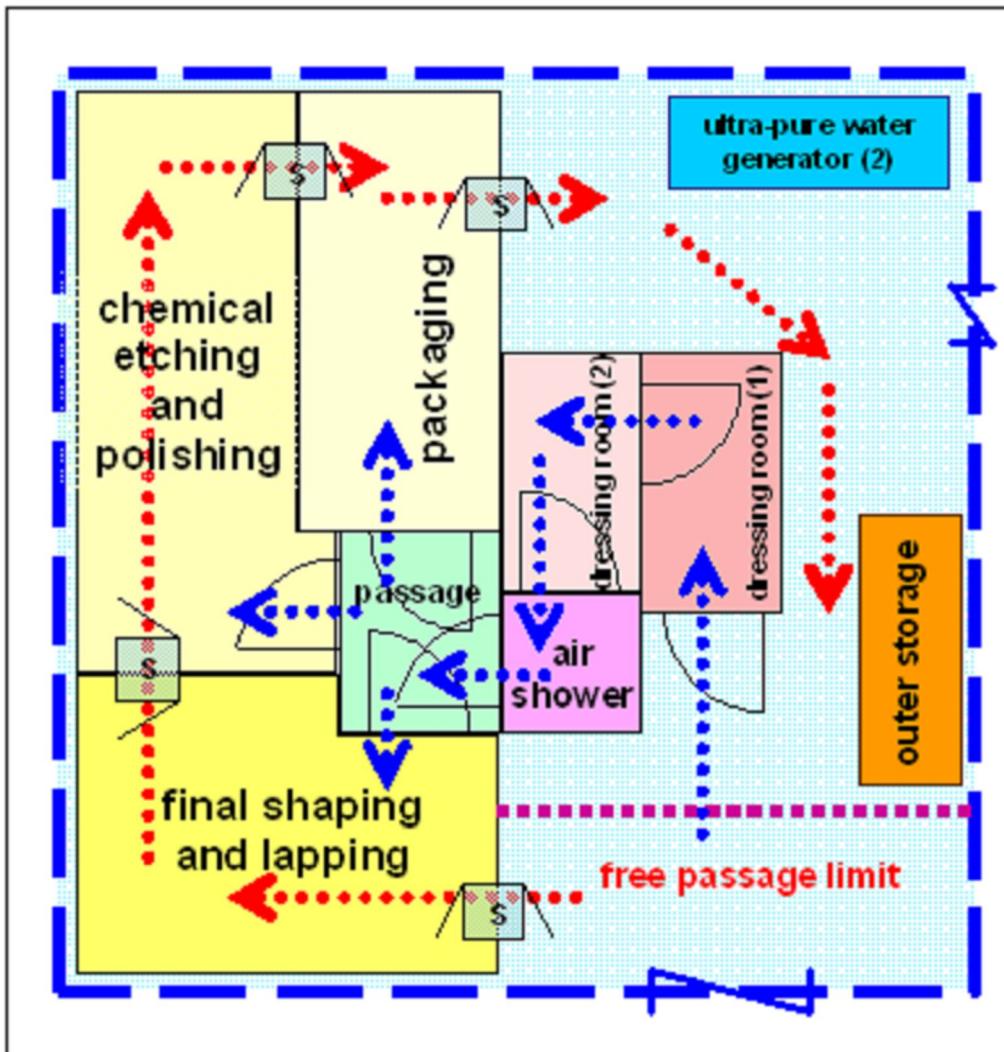 ultra-pure water
generator (2)
S
S
chemical
etching
and
polishing
packaging
dressing room (2)
dressing room (1)
passage
air
shower
outer storage
S
final shaping
and lapping
free passage limit
S